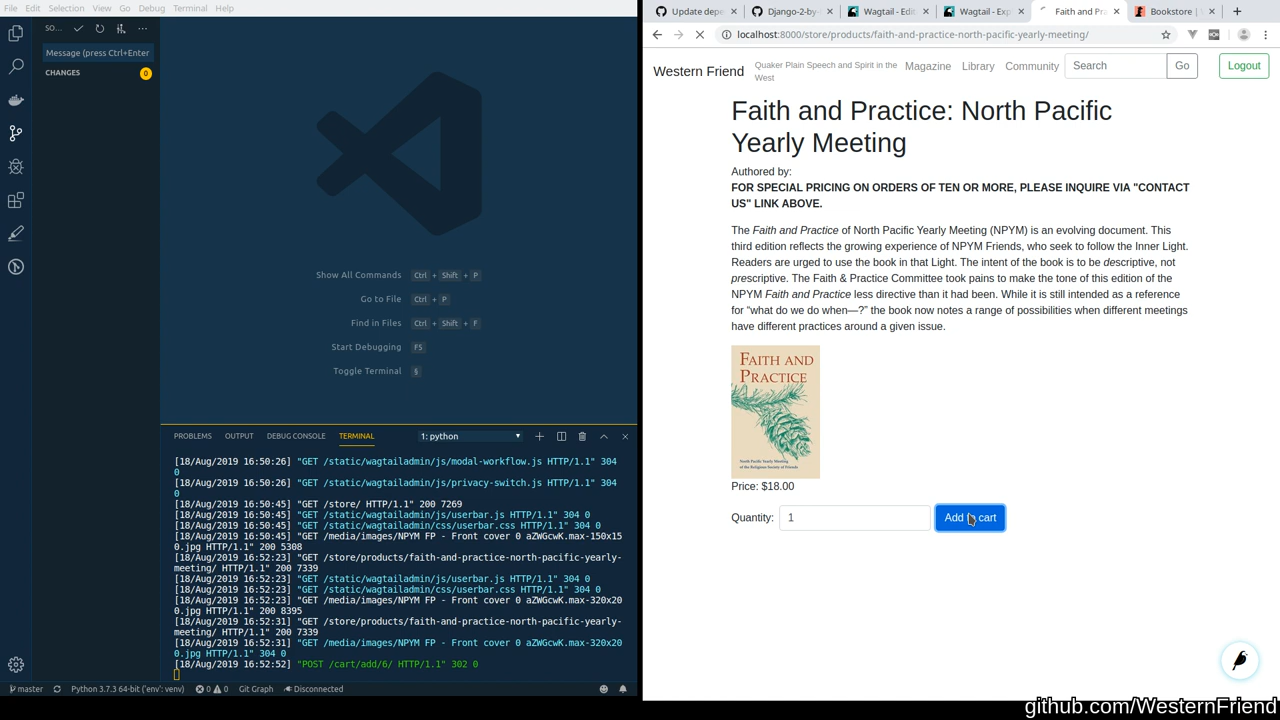 File Edit Selection View Go Debug Terminal Help
SO...
Message (press Ctrl+Enter
CHANGES 0
Show All Commands Ctrl + Shift + P
Go to File Ctrl + P
Find in Files Ctrl + Shift + F
Start Debugging F5
Toggle Terminal §
PROBLEMS OUTPUT DEBUG CONSOLE TERMINAL 1: python
[18/Aug/2019 16:50:26] "GET /static/wagtailadmin/js/modal-workflow.js HTTP/1.1" 304
0
[18/Aug/2019 16:50:26] "GET /static/wagtailadmin/js/privacy-switch.js HTTP/1.1" 304
0
[18/Aug/2019 16:50:45] "GET /store/ HTTP/1.1" 200 7269
[18/Aug/2019 16:50:45] "GET /static/wagtailadmin/js/userbar.js HTTP/1.1" 304 0
[18/Aug/2019 16:50:45] "GET /static/wagtailadmin/css/userbar.css HTTP/1.1" 304 0
[18/Aug/2019 16:50:45] "GET /media/images/NPYM FP - Front cover 0 aZWGcwK.max-150x15
0.jpg HTTP/1.1" 200 5308
[18/Aug/2019 16:52:23] "GET /store/products/faith-and-practice-north-pacific-yearly-
meeting/ HTTP/1.1" 200 7339
[18/Aug/2019 16:52:23] "GET /static/wagtailadmin/js/userbar.js HTTP/1.1" 304 0
[18/Aug/2019 16:52:23] "GET /static/wagtailadmin/css/userbar.css HTTP/1.1" 304 0
[18/Aug/2019 16:52:23] "GET /media/images/NPYM FP - Front cover 0 aZWGcwK.max-320x20
0.jpg HTTP/1.1" 200 8395
[18/Aug/2019 16:52:31] "GET /store/products/faith-and-practice-north-pacific-yearly-
meeting/ HTTP/1.1" 200 7339
[18/Aug/2019 16:52:31] "GET /media/images/NPYM FP - Front cover 0 aZWGcwK.max-320x20
0.jpg HTTP/1.1" 304 0
[18/Aug/2019 16:52:52] "POST /cart/add/6/ HTTP/1.1" 302 0
master Python 3.7.3 64-bit ('env': venv) 0 0 Git Graph Disconnected
Update depe Django-2-by- Wagtail - Edit Wagtail - Exp Faith and Pra Bookstore | W
localhost:8000/store/products/faith-and-practice-north-pacific-yearly-meeting/
Western Friend Quaker Plain Speech and Spirit in the
West
Magazine Library Community Search Go Logout
Faith and Practice: North Pacific
Yearly Meeting
Authored by:
FOR SPECIAL PRICING ON ORDERS OF TEN OR MORE, PLEASE INQUIRE VIA "CONTACT
US" LINK ABOVE.
The Faith and Practice of North Pacific Yearly Meeting (NPYM) is an evolving document. This
third edition reflects the growing experience of NPYM Friends, who seek to follow the Inner Light.
Readers are urged to use the book in that Light. The intent of the book is to be descriptive, not
prescriptive. The Faith & Practice Committee took pains to make the tone of this edition of the
NPYM Faith and Practice less directive than it had been. While it is still intended as a reference
for “what do we do when—?” the book now notes a range of possibilities when different meetings
have different practices around a given issue.
FAITH AND
PRACTICE
North Pacific Yearly Meeting
of the Religious Society of Friends
Price: $18.00
Quantity: 1 Add to cart
github.com/WesternFriend